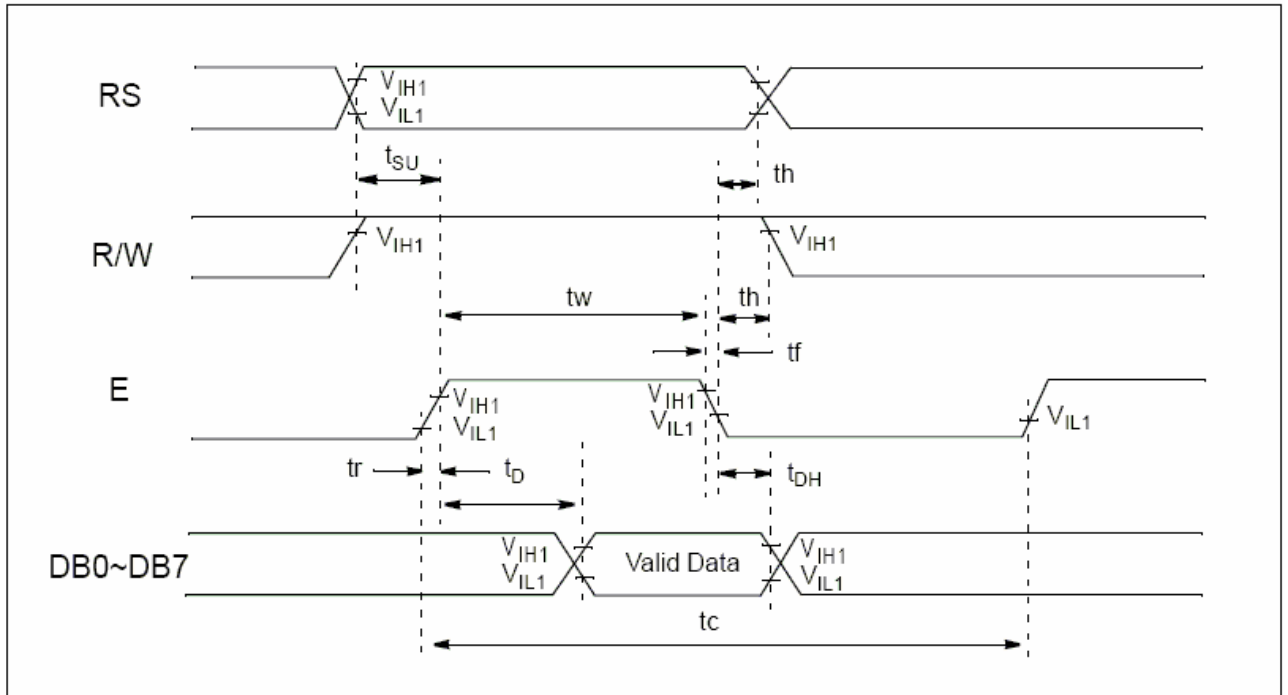 RS
V_IH1
V_IL1
t_SU
th
R/W
V_IH1
V_IH1
tw
th
tf
E
V_IH1
V_IL1
V_IH1
V_IL1
V_IL1
tr
t_D
t_DH
DB0~DB7
V_IH1
V_IL1
Valid Data
V_IH1
V_IL1
tc